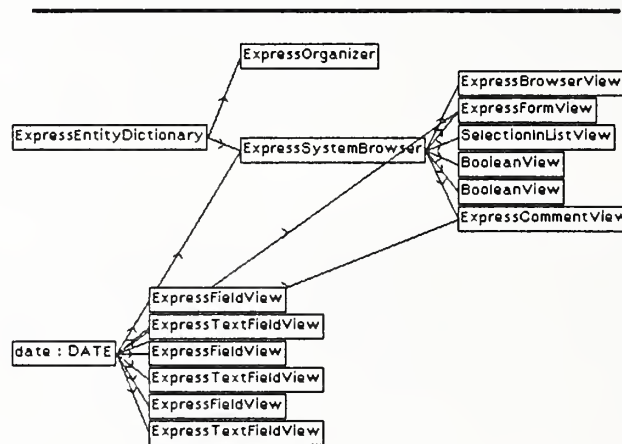 ExpressOrganizer
ExpressBrowserView
ExpressFormView
ExpressEntityDictionary
SelectionInListView
ExpressSystemBrowser
BooleanView
BooleanView
ExpressCommentView
ExpressFieldView
ExpressTextFieldView
date : DATE
ExpressFieldView
ExpressTextFieldView
ExpressFieldView
ExpressTextFieldView